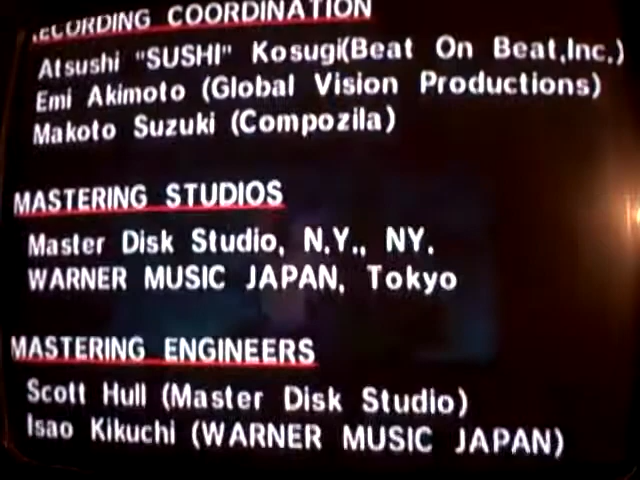 RECORDING COORDINATION
Atsushi "SUSHI" Kosugi(Beat On Beat,Inc.)
Emi Akimoto (Global Vision Productions)
Makoto Suzuki (Compozila)
MASTERING STUDIOS
Master Disk Studio, N.Y., NY.
WARNER MUSIC JAPAN, Tokyo
MASTERING ENGINEERS
Scott Hull (Master Disk Studio)
Isao Kikuchi (WARNER MUSIC JAPAN)